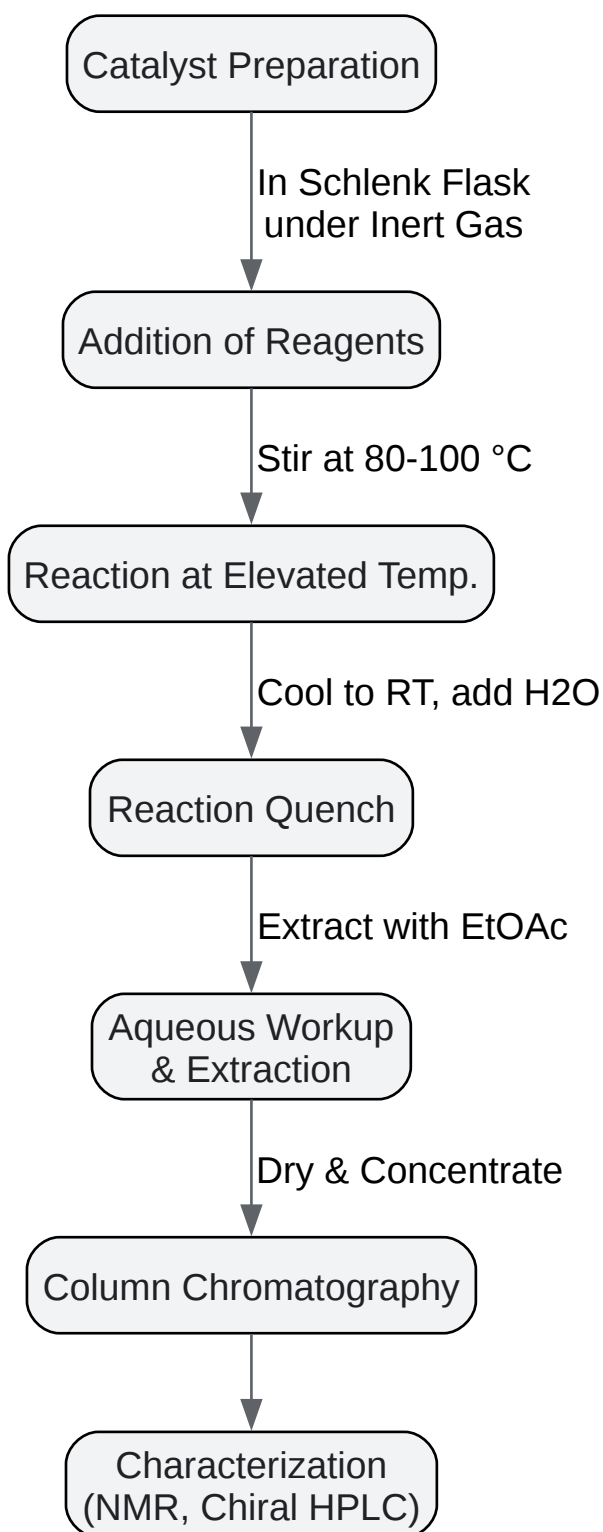 Catalyst Preparation
In Schlenk Flask
under Inert Gas
Addition of Reagents
Stir at 80-100 °C
Reaction at Elevated Temp.
Cool to RT, add H2O
Reaction Quench
Extract with EtOAc
Aqueous Workup
& Extraction
Dry & Concentrate
Column Chromatography
Characterization
(NMR, Chiral HPLC)